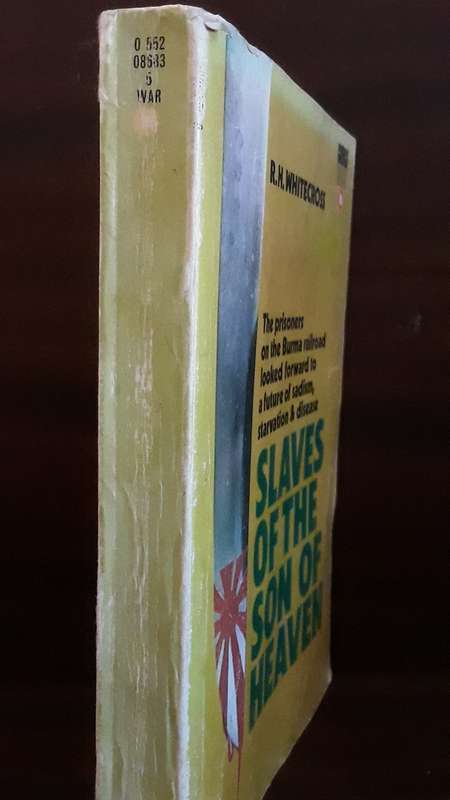 0 552
08683
6
WAR
R.H. WHITECROSS
The prisoners
on the Burma railroad
looked forward to
a future of sadism,
starvation & disease
SLAVES
OF THE
SON OF
HEAVEN